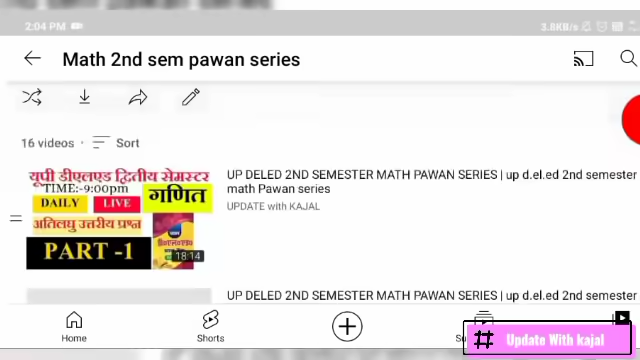 2:04 PM
3.8KB/s
Math 2nd sem pawan series
16 videos
Sort
यूपी डीएलएड द्वितीय सेमेस्टर
TIME:-9:00pm
गणित
DAILY
LIVE
अतिलघु उत्तरीय प्रश्न
PART -1
18:14
UP DELED 2ND SEMESTER MATH PAWAN SERIES | up d.el.ed 2nd semester
math Pawan series
UPDATE with KAJAL
UP DELED 2ND SEMESTER MATH PAWAN SERIES | up d.el.ed 2nd semester
Home
Shorts
# Update With kajal